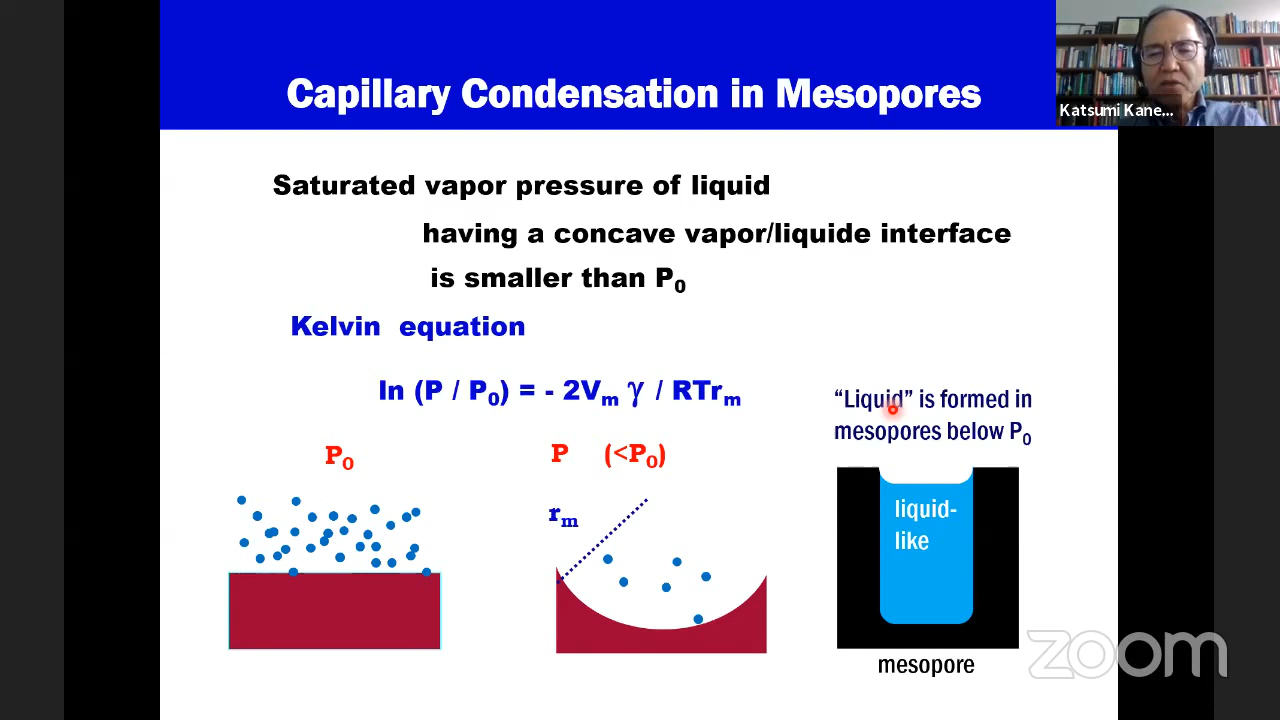 Capillary Condensation in Mesopores
Katsumi Kane...
Saturated vapor pressure of liquid
having a concave vapor/liquide interface
is smaller than P₀
Kelvin equation
ln (P / P₀) = - 2Vₘ γ / RTrₘ
"Liquid" is formed in
mesopores below P₀
P₀
P (<P₀)
rₘ
liquid-
like
mesopore
zoom